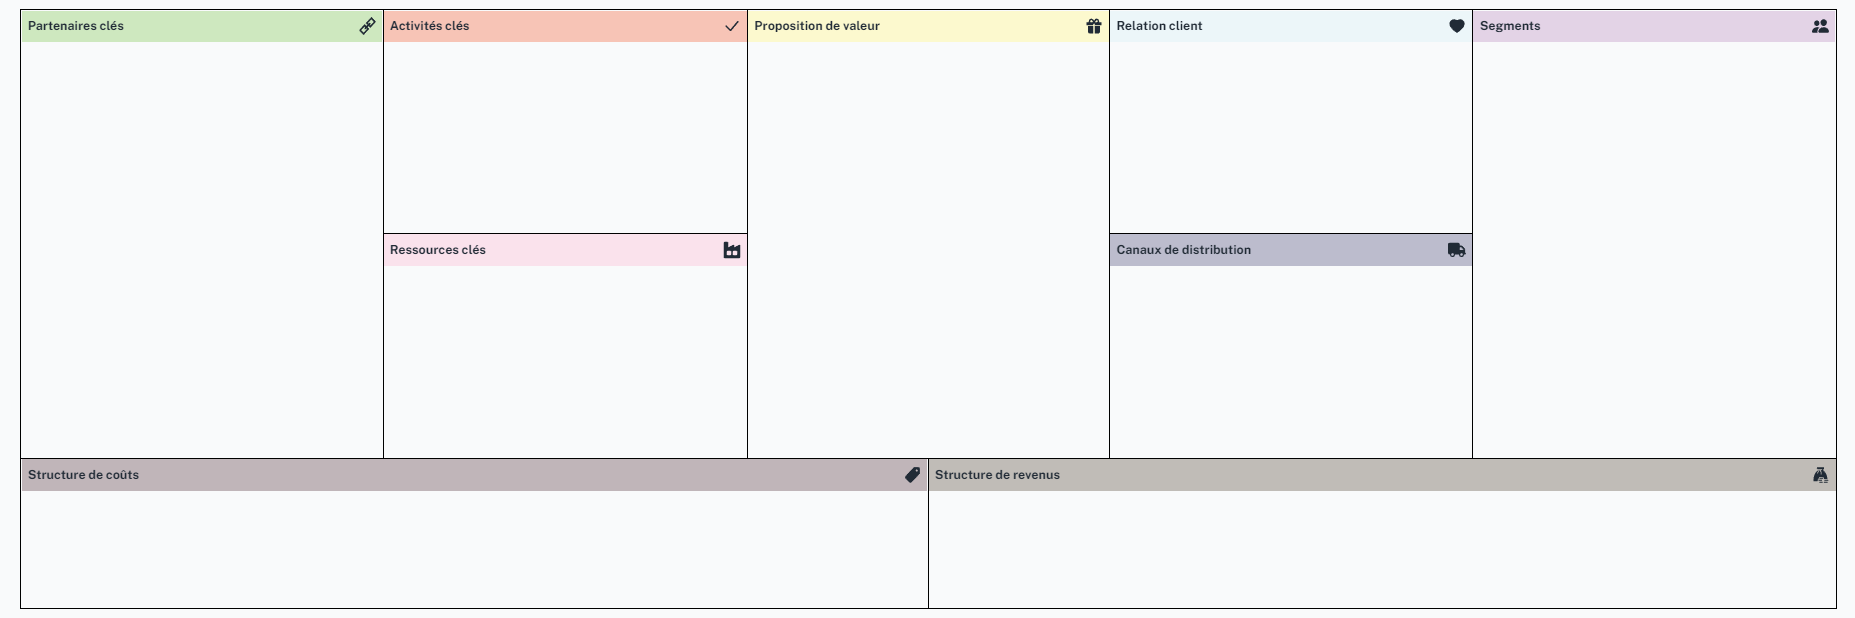 Partenaires clés
Activités clés
Proposition de valeur
Relation client
Segments
Ressources clés
Canaux de distribution
Structure de coûts
Structure de revenus